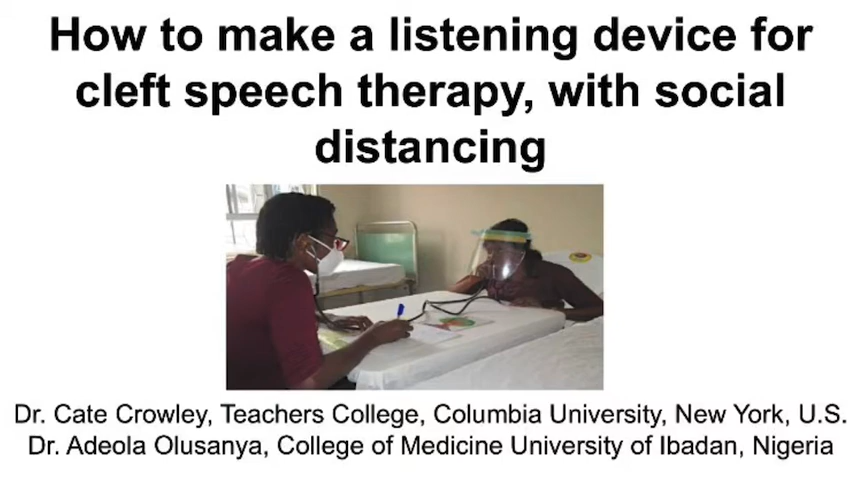 How to make a listening device for
cleft speech therapy, with social
distancing
Dr. Cate Crowley, Teachers College, Columbia University, New York, U.S.
Dr. Adeola Olusanya, College of Medicine University of Ibadan, Nigeria